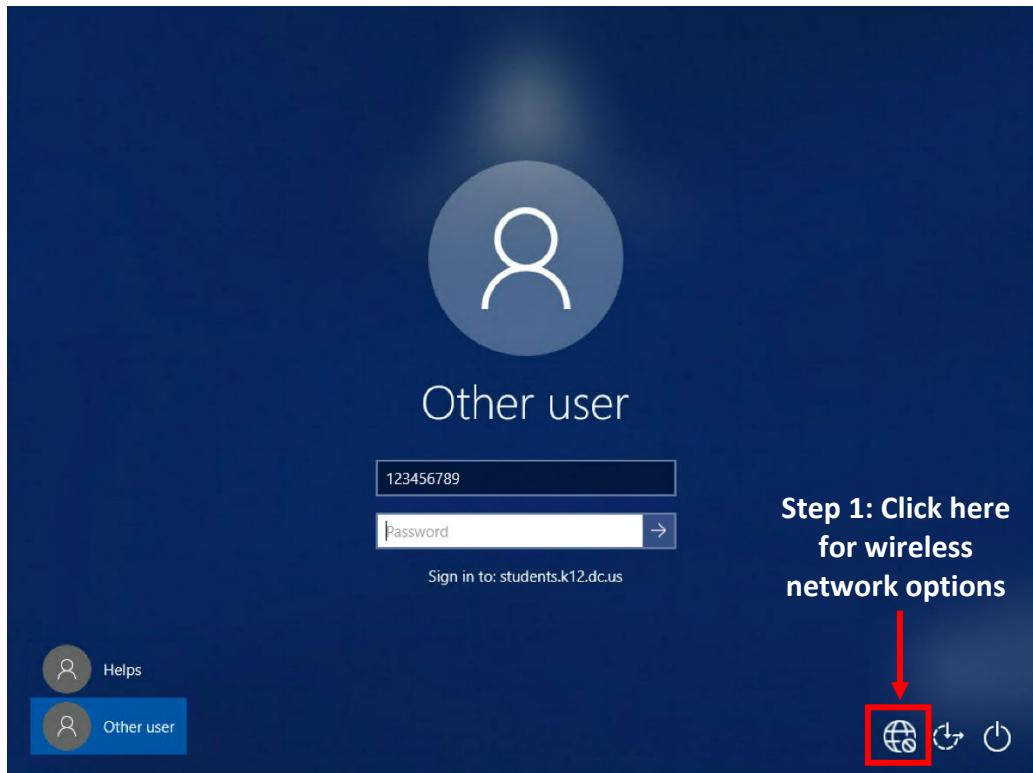 Other user
123456789
Password
Sign in to: students.k12.dc.us
Step 1: Click here
for wireless
network options
Helps
Other user